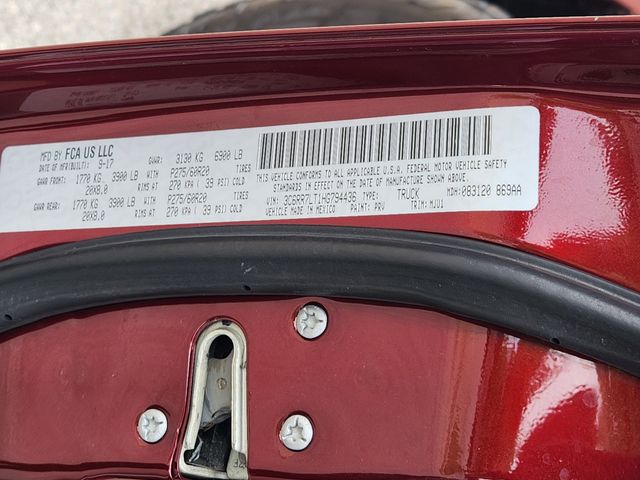 MFD BY FCA US LLC
DATE OF MFR(BUILT): 9-17 GVWR: 3130 KG 6900 LB
GAWR FRONT: 1770 KG 3900 LB WITH P275/60R20 TIRES
20X8.0 RIMS AT 270 KPA ( 39 PSI) COLD
GAWR REAR: 1770 KG 3900 LB WITH P275/60R20 TIRES
20X8.0 RIMS AT 270 KPA ( 39 PSI) COLD
THIS VEHICLE CONFORMS TO ALL APPLICABLE U.S.A. FEDERAL MOTOR VEHICLE SAFETY
STANDARDS IN EFFECT ON THE DATE OF MANUFACTURE SHOWN ABOVE.
VIN: 3C6RR7LT1HG794436 TYPE: TRUCK MDH: 083120 869AA
VEHICLE MADE IN MEXICO PAINT: PRV TRIM: MJU1
32